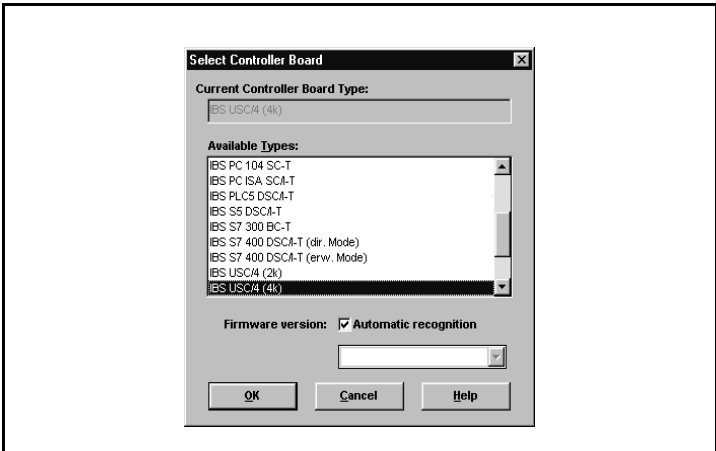 Select Controller Board
Current Controller Board Type:
IBS USC/4 (4k)
Available Types:
IBS PC 104 SC-T
IBS PC ISA SC/I-T
IBS PLC5 DSC/I-T
IBS S5 DSC/I-T
IBS S7 300 BC-T
IBS S7 400 DSC/I-T (dir. Mode)
IBS S7 400 DSC/I-T (erw. Mode)
IBS USC/4 (2k)
IBS USC/4 (4k)
Firmware version: Automatic recognition
OK Cancel Help